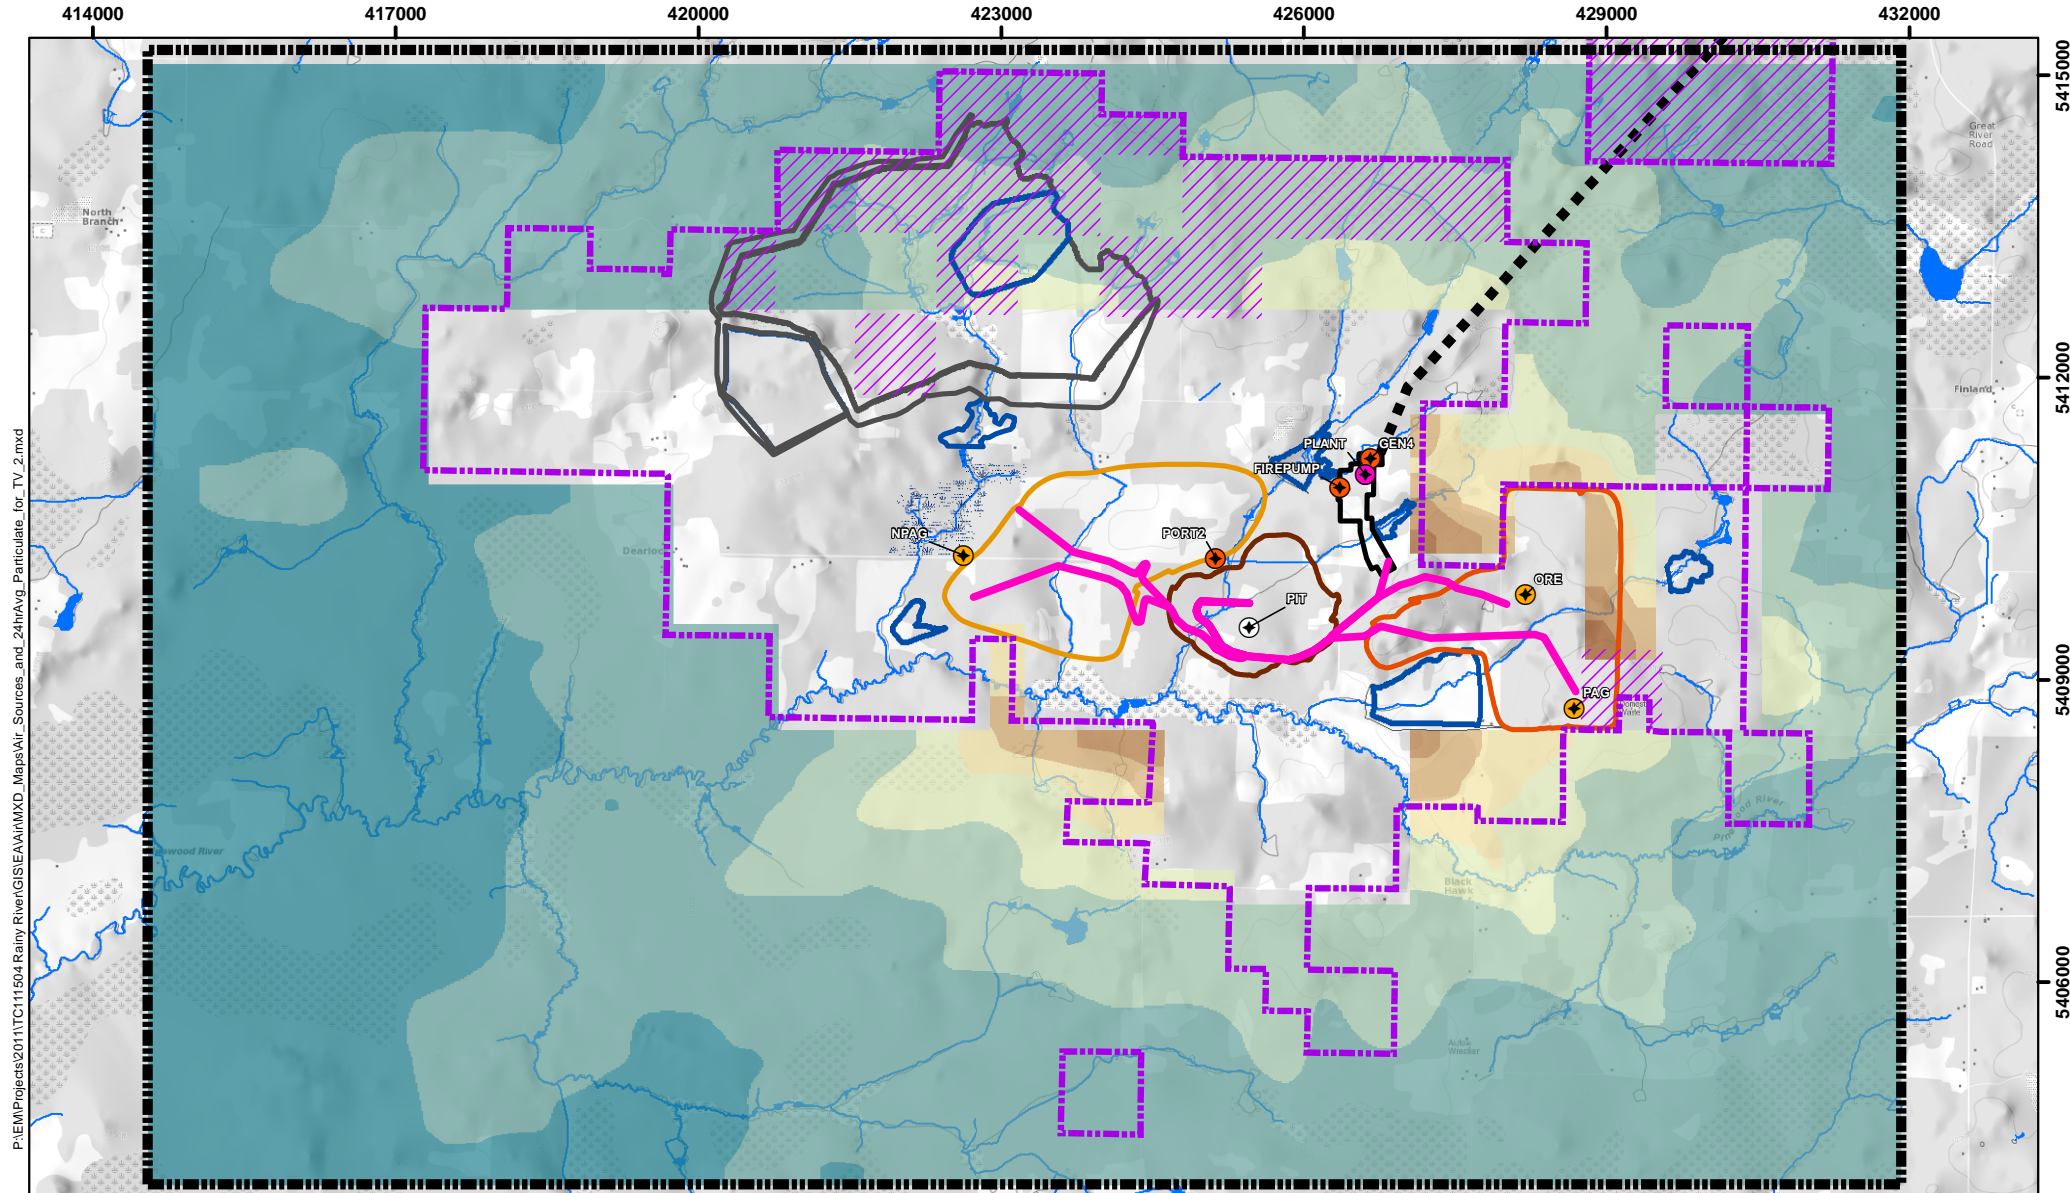 414000 417000 420000 423000 426000 429000 432000
5415000
5412000
5409000
5406000
Great
River
Road
North
Branch
Finland
PLANT
GEN4
FIREPUMP
NPAG
PORT2
ORE
PIT
PAG
Black
Hawk
P:\EM\Projects\2011\TC111504 Rainy River\GIS\EA\Air\MXD_Maps\Air_Sources_and_24hrAvg_Particulate_for_TV_2.mxd